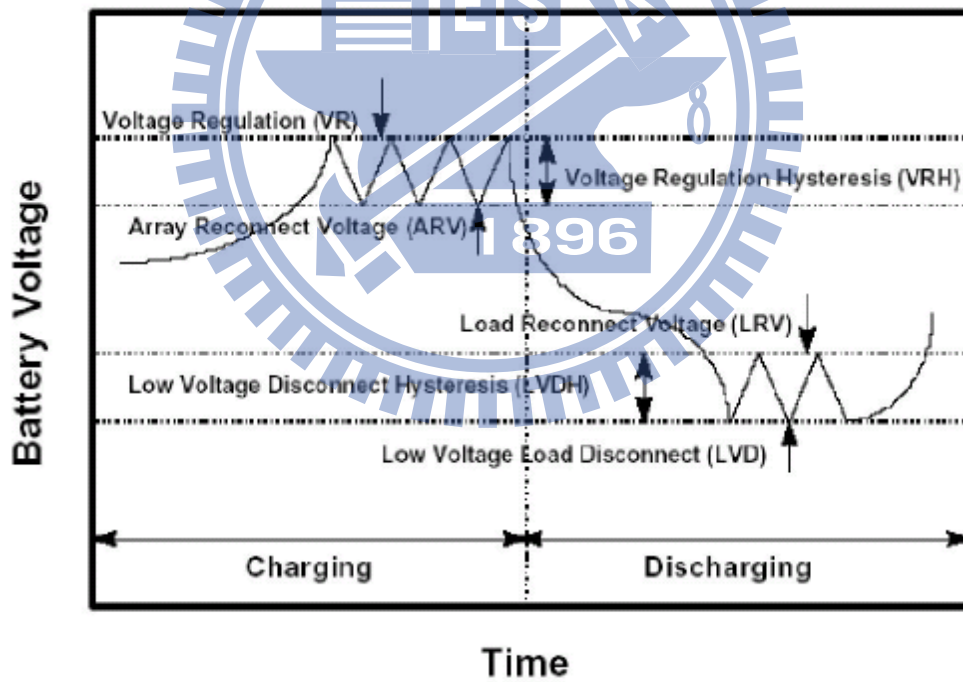 ES A
Voltage Regulation (VR)
Voltage Regulation Hysteresis (VRH)
Array Reconnect Voltage (ARV)
1896
Load Reconnect Voltage (LRV)
Low Voltage Disconnect Hysteresis (LVDH)
Low Voltage Load Disconnect (LVD)
Charging
Discharging
Battery Voltage
Time